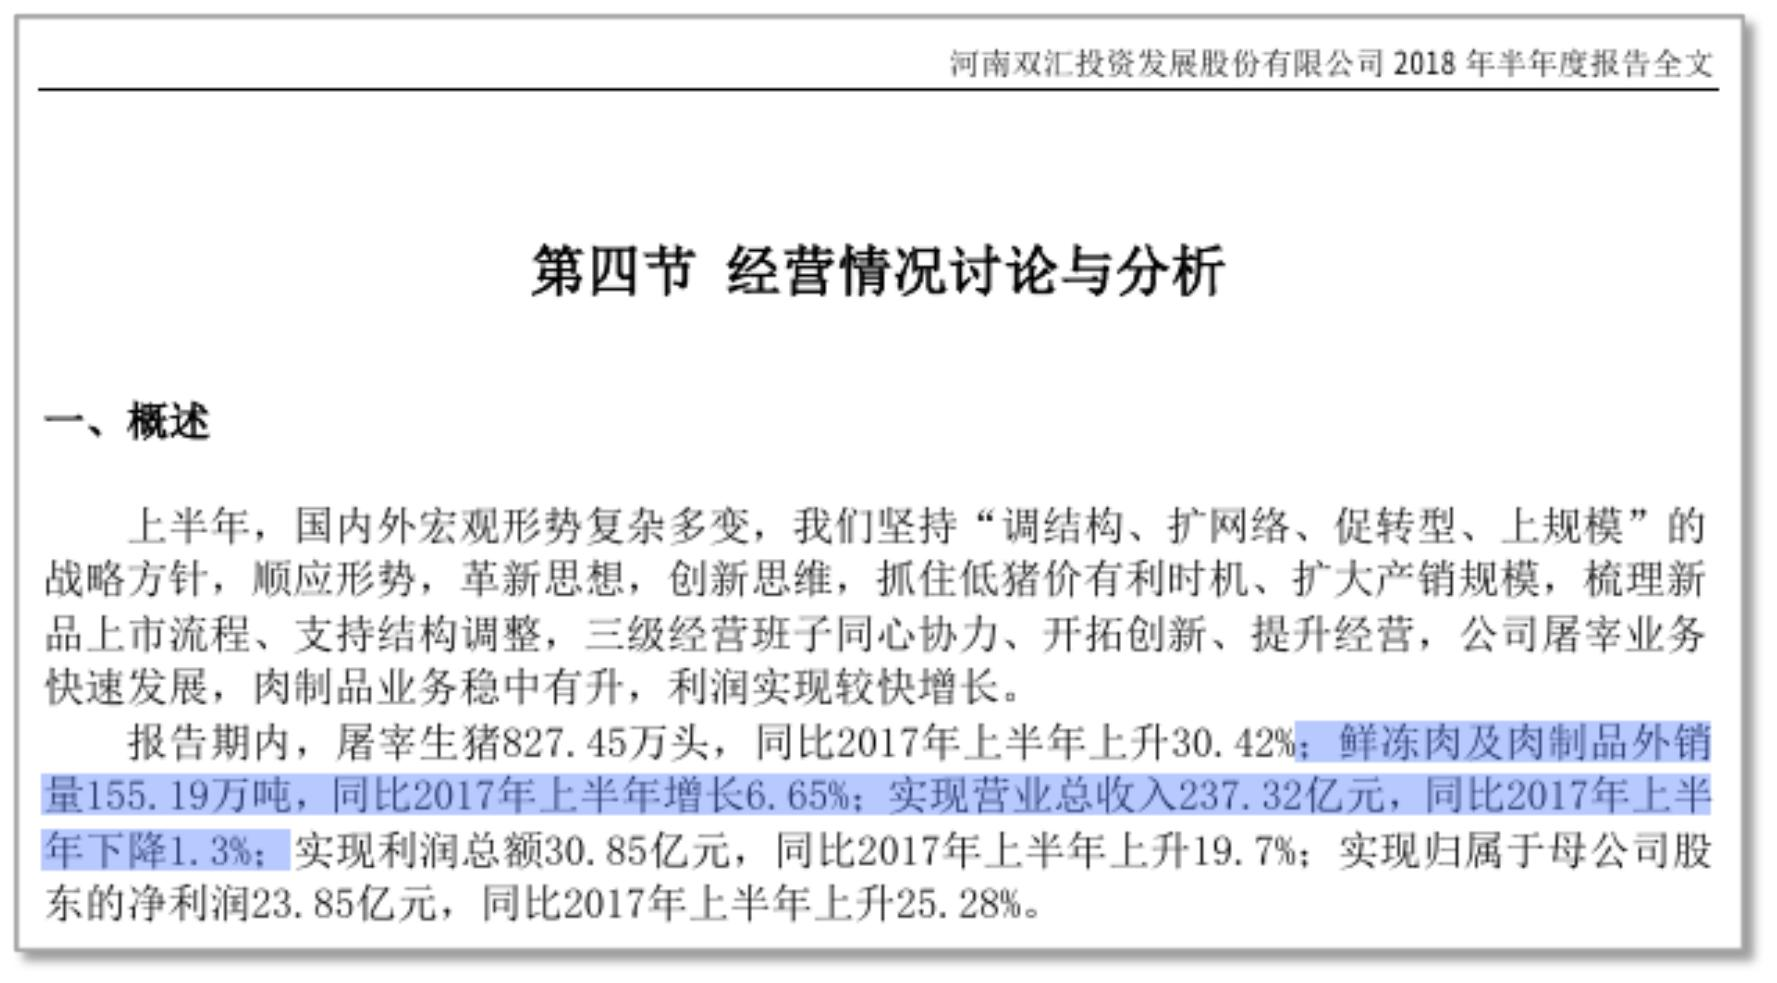 河南双汇投资发展股份有限公司 2018 年半年度报告全文
第四节 经营情况讨论与分析
一、概述
上半年，国内外宏观形势复杂多变，我们坚持“调结构、扩网络、促转型、上规模”的
战略方针，顺应形势，革新思想，创新思维，抓住低猪价有利时机、扩大产销规模，梳理新
品上市流程、支持结构调整，三级经营班子同心协力、开拓创新、提升经营，公司屠宰业务
快速发展，肉制品业务稳中有升，利润实现较快增长。
报告期内，屠宰生猪827.45万头，同比2017年上半年上升30.42%；鲜冻肉及肉制品外销
量155.19万吨，同比2017年上半年增长6.65%；实现营业总收入237.32亿元，同比2017年上半
年下降1.3%；实现利润总额30.85亿元，同比2017年上半年上升19.7%；实现归属于母公司股
东的净利润23.85亿元，同比2017年上半年上升25.28%。